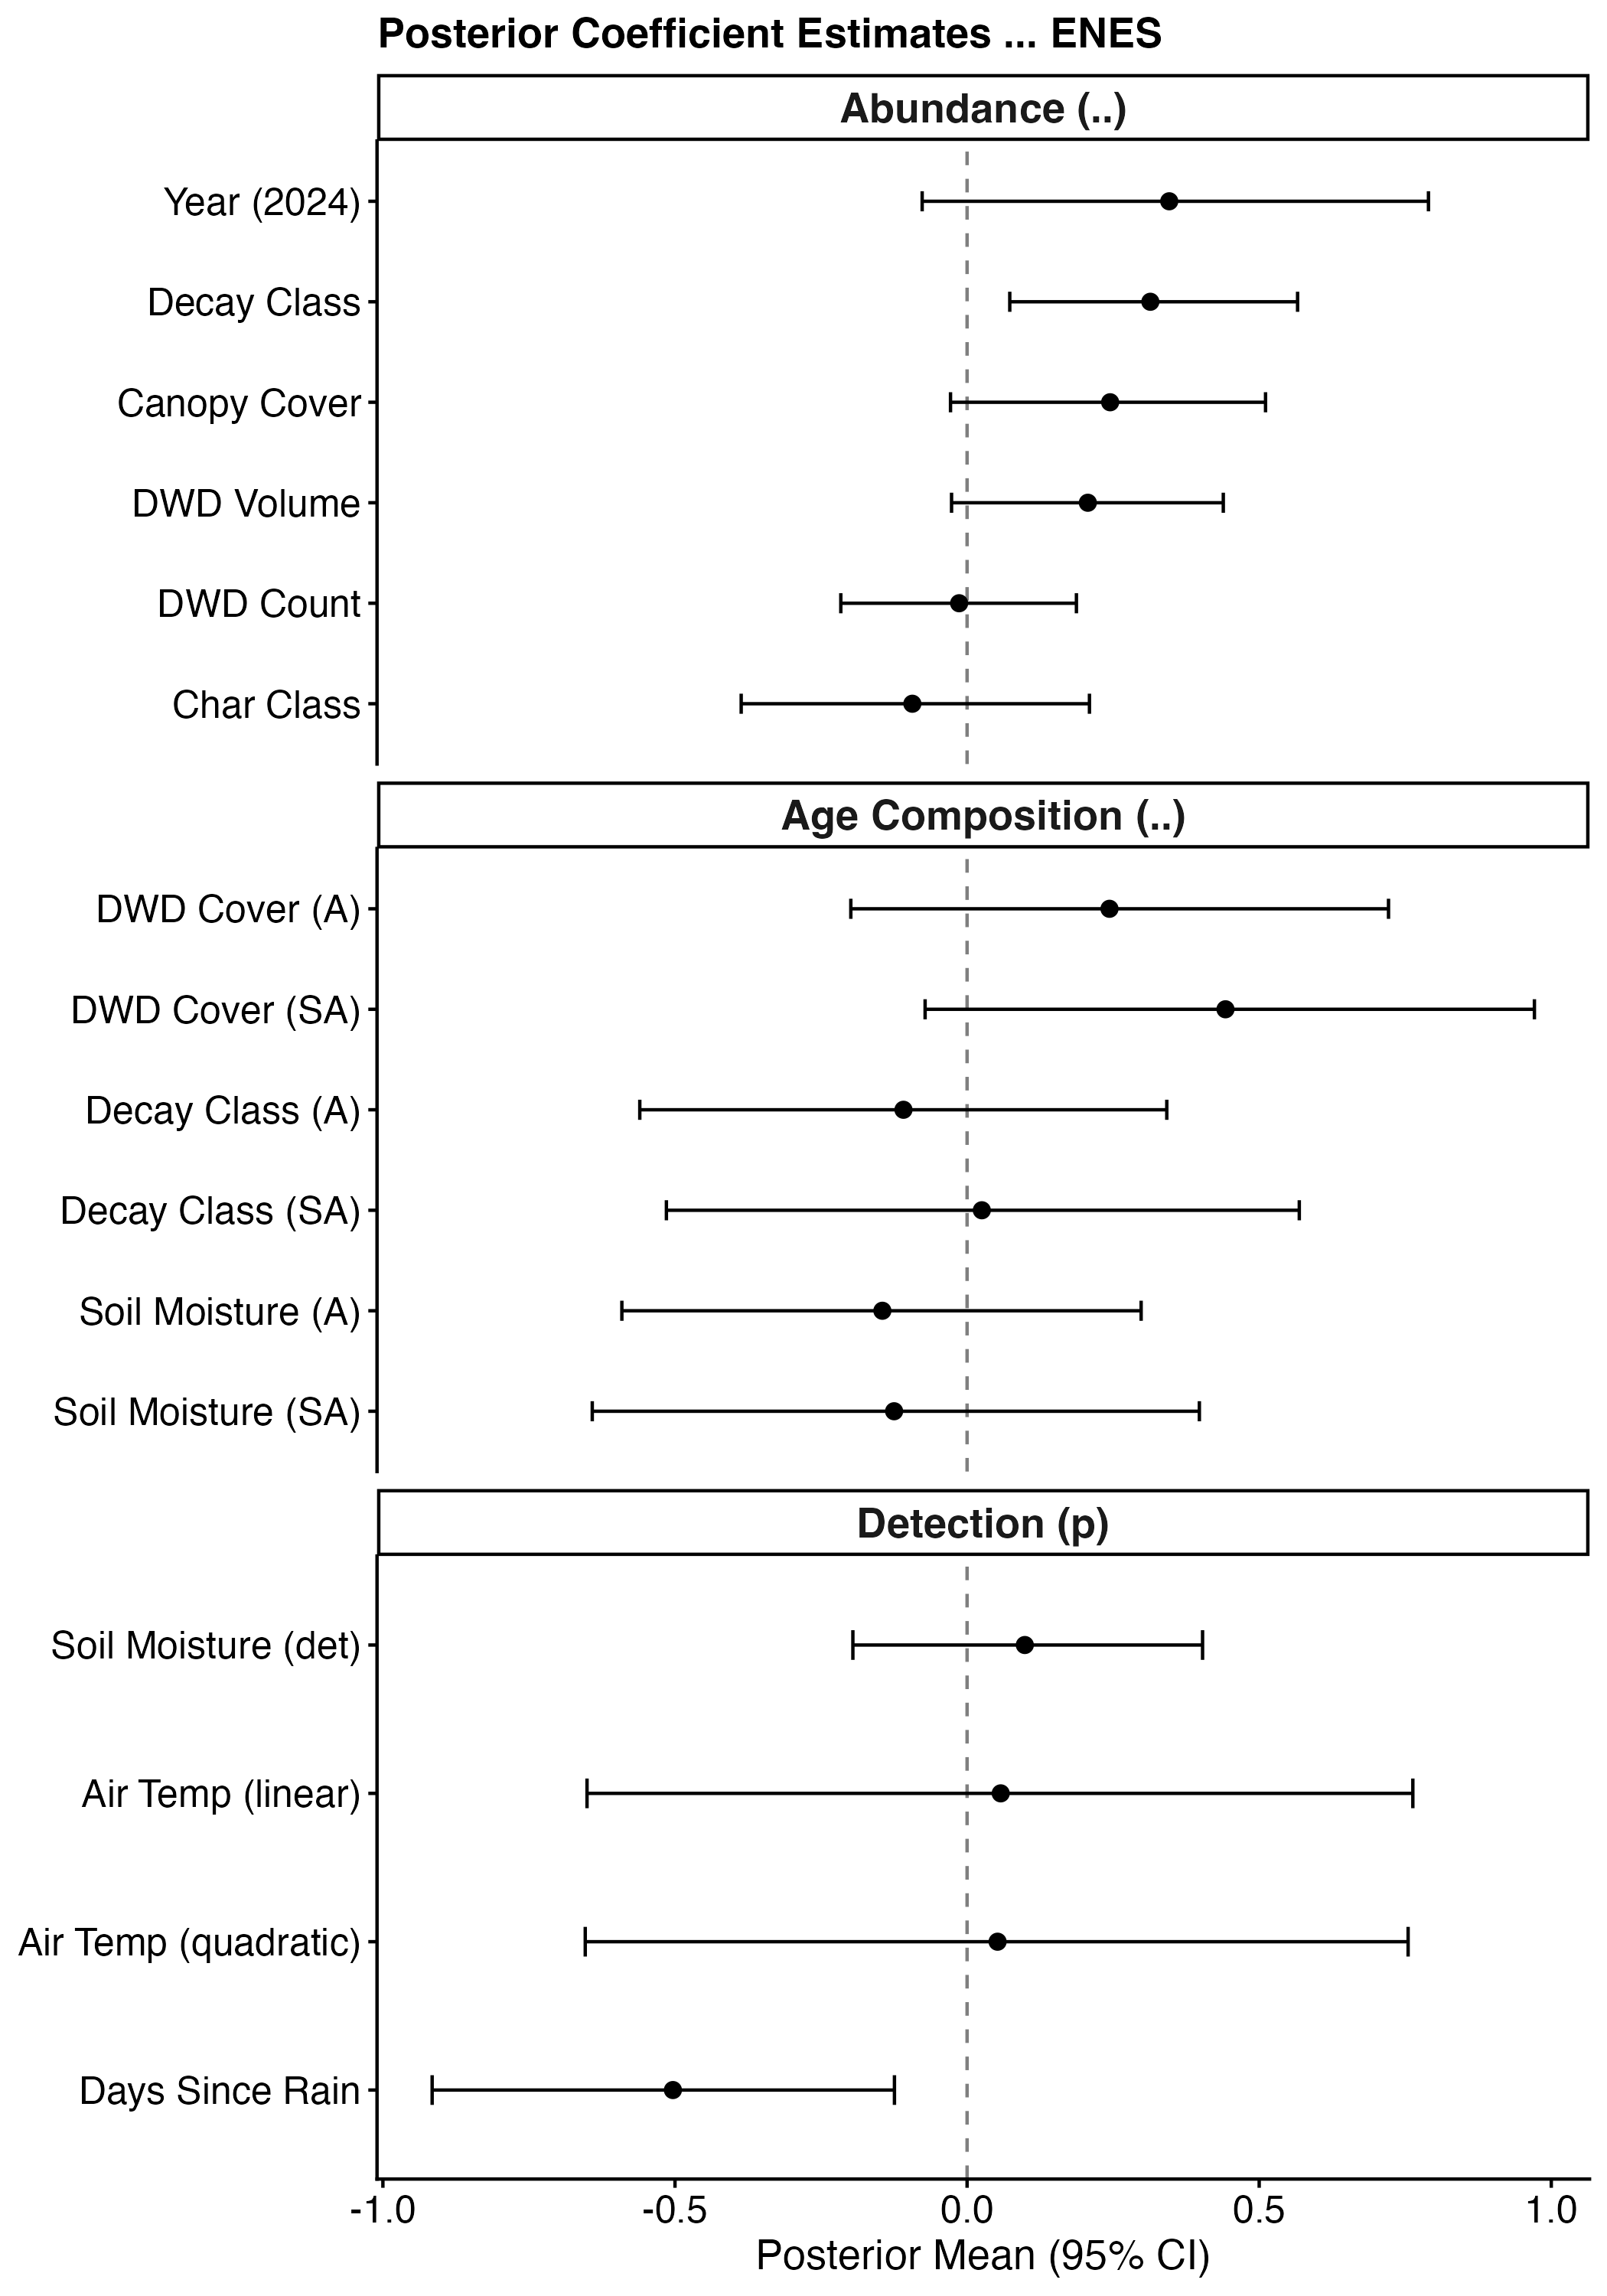 Posterior Coefficient Estimates ... ENES
Abundance (..)
Year (2024)
Decay Class
Canopy Cover
DWD Volume
DWD Count
Char Class
Age Composition (..)
DWD Cover (A)
DWD Cover (SA)
Decay Class (A)
Decay Class (SA)
Soil Moisture (A)
Soil Moisture (SA)
Detection (p)
Soil Moisture (det)
Air Temp (linear)
Air Temp (quadratic)
Days Since Rain
-1.0 -0.5 0.0 0.5 1.0
Posterior Mean (95% CI)